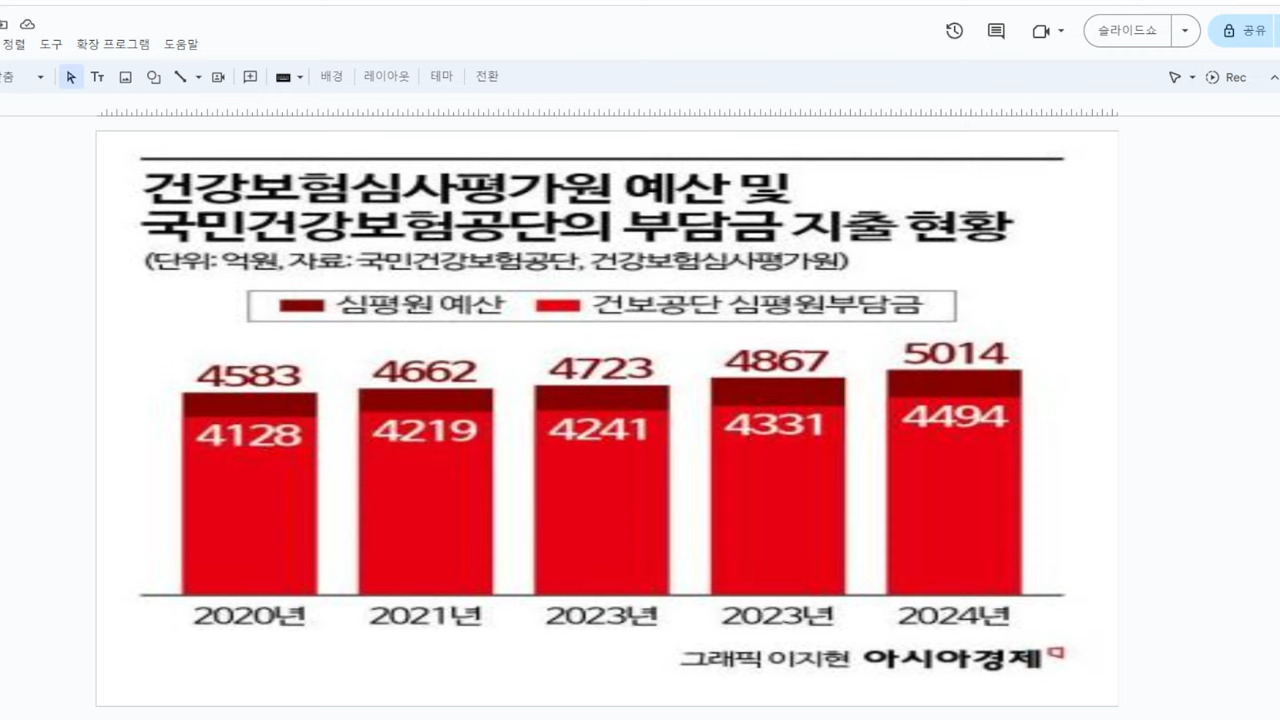 정렬 도구 확장 프로그램 도움말
슬라이드쇼
공유
배경 레이아웃 테마 전환
Rec
건강보험심사평가원 예산 및
국민건강보험공단의 부담금 지출 현황
(단위: 억원, 자료: 국민건강보험공단, 건강보험심사평가원)
심평원 예산 건보공단 심평원부담금
4583 4662 4723 4867 5014
4128 4219 4241 4331 4494
2020년 2021년 2023년 2023년 2024년
그래픽 이지현 아시아경제